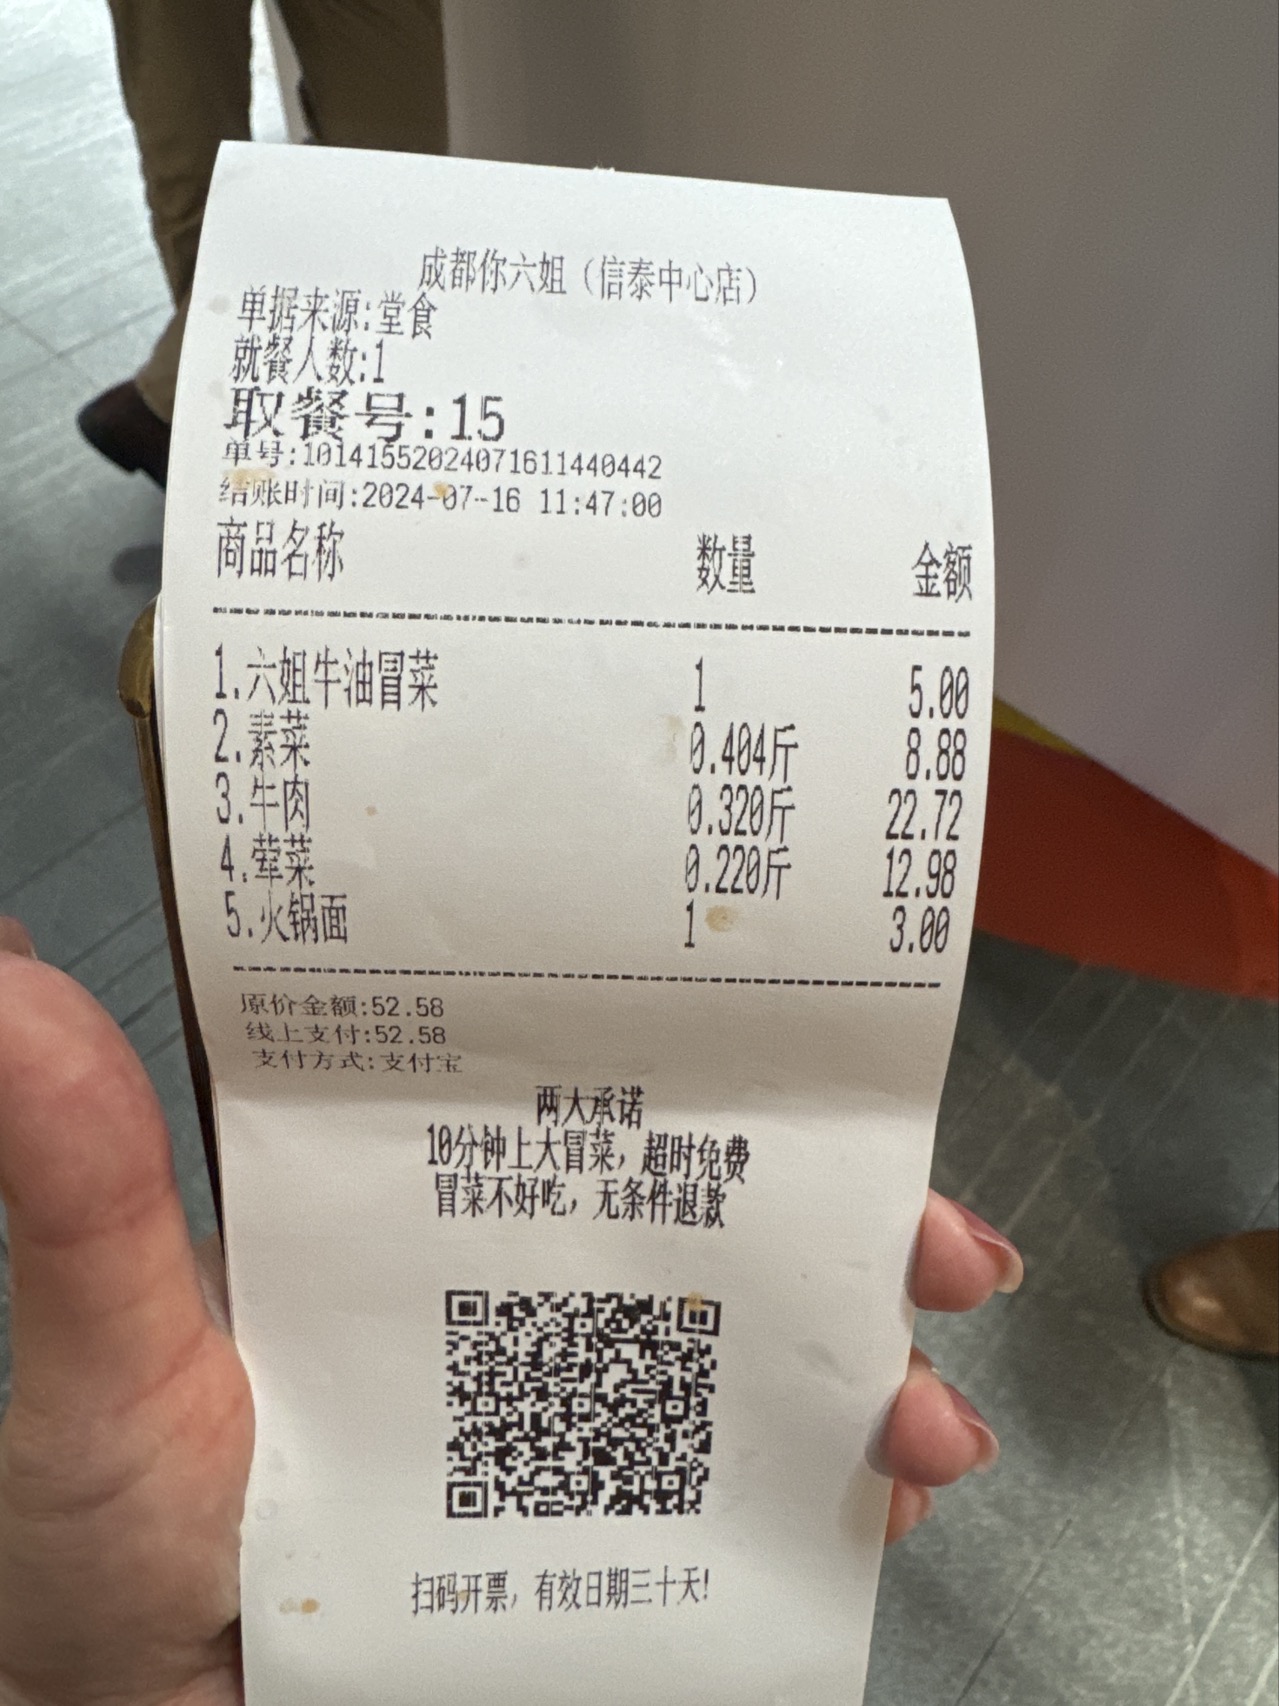 成都你六姐（信泰中心店）
单据来源:堂食
就餐人数:1
取餐号:15
单号:10141552024071611440442
结账时间:2024-07-16 11:47:00
商品名称 数量 金额
1.六姐牛油冒菜 1 5.00
2.素菜 0.404斤 8.88
3.牛肉 0.320斤 22.72
4.荤菜 0.220斤 12.98
5.火锅面 1 3.00
原价金额:52.58
线上支付:52.58
支付方式:支付宝
两大承诺
10分钟上大冒菜，超时免费
冒菜不好吃，无条件退款
扫码开票，有效日期三十天!